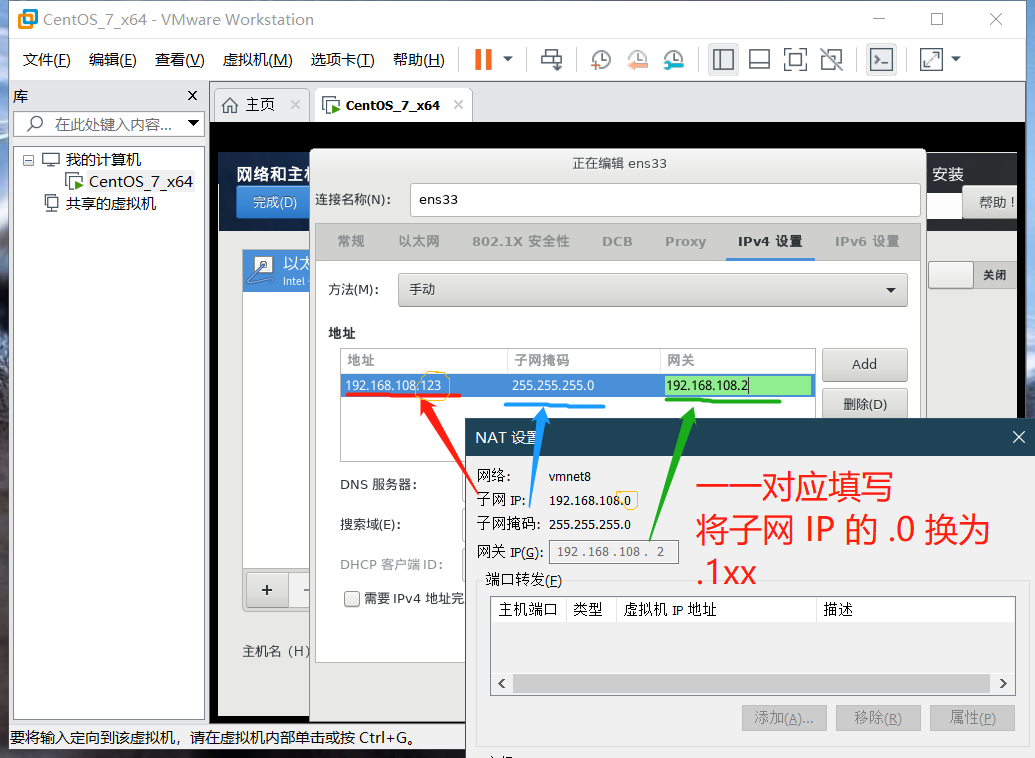 CentOS_7_x64 - VMware Workstation
文件(F) 编辑(E) 查看(V) 虚拟机(M) 选项卡(T) 帮助(H)
库
在此处键入内容...
我的计算机
CentOS_7_x64
共享的虚拟机
主页 CentOS_7_x64
网络和主机
完成(D)
安装
帮助！
以太
Intel
关闭
正在编辑 ens33
连接名称(N): ens33
常规 以太网 802.1X 安全性 DCB Proxy IPv4 设置 IPv6 设置
方法(M): 手动
地址
地址 子网掩码 网关
192.168.108.123 255.255.255.0 192.168.108.2
Add
删除(D)
DNS 服务器:
搜索域(E):
DHCP 客户端 ID:
需要 IPv4 地址完
+ -
主机名（H）
NAT 设置
网络: vmnet8
子网 IP: 192.168.108.0
子网掩码: 255.255.255.0
网关 IP(G): 192 . 168 . 108 . 2
一一对应填写
将子网 IP 的 .0 换为
.1xx
端口转发(F)
主机端口 类型 虚拟机 IP 地址 描述
添加(A)... 移除(R) 属性(P)
要将输入定向到该虚拟机，请在虚拟机内部单击或按 Ctrl+G。